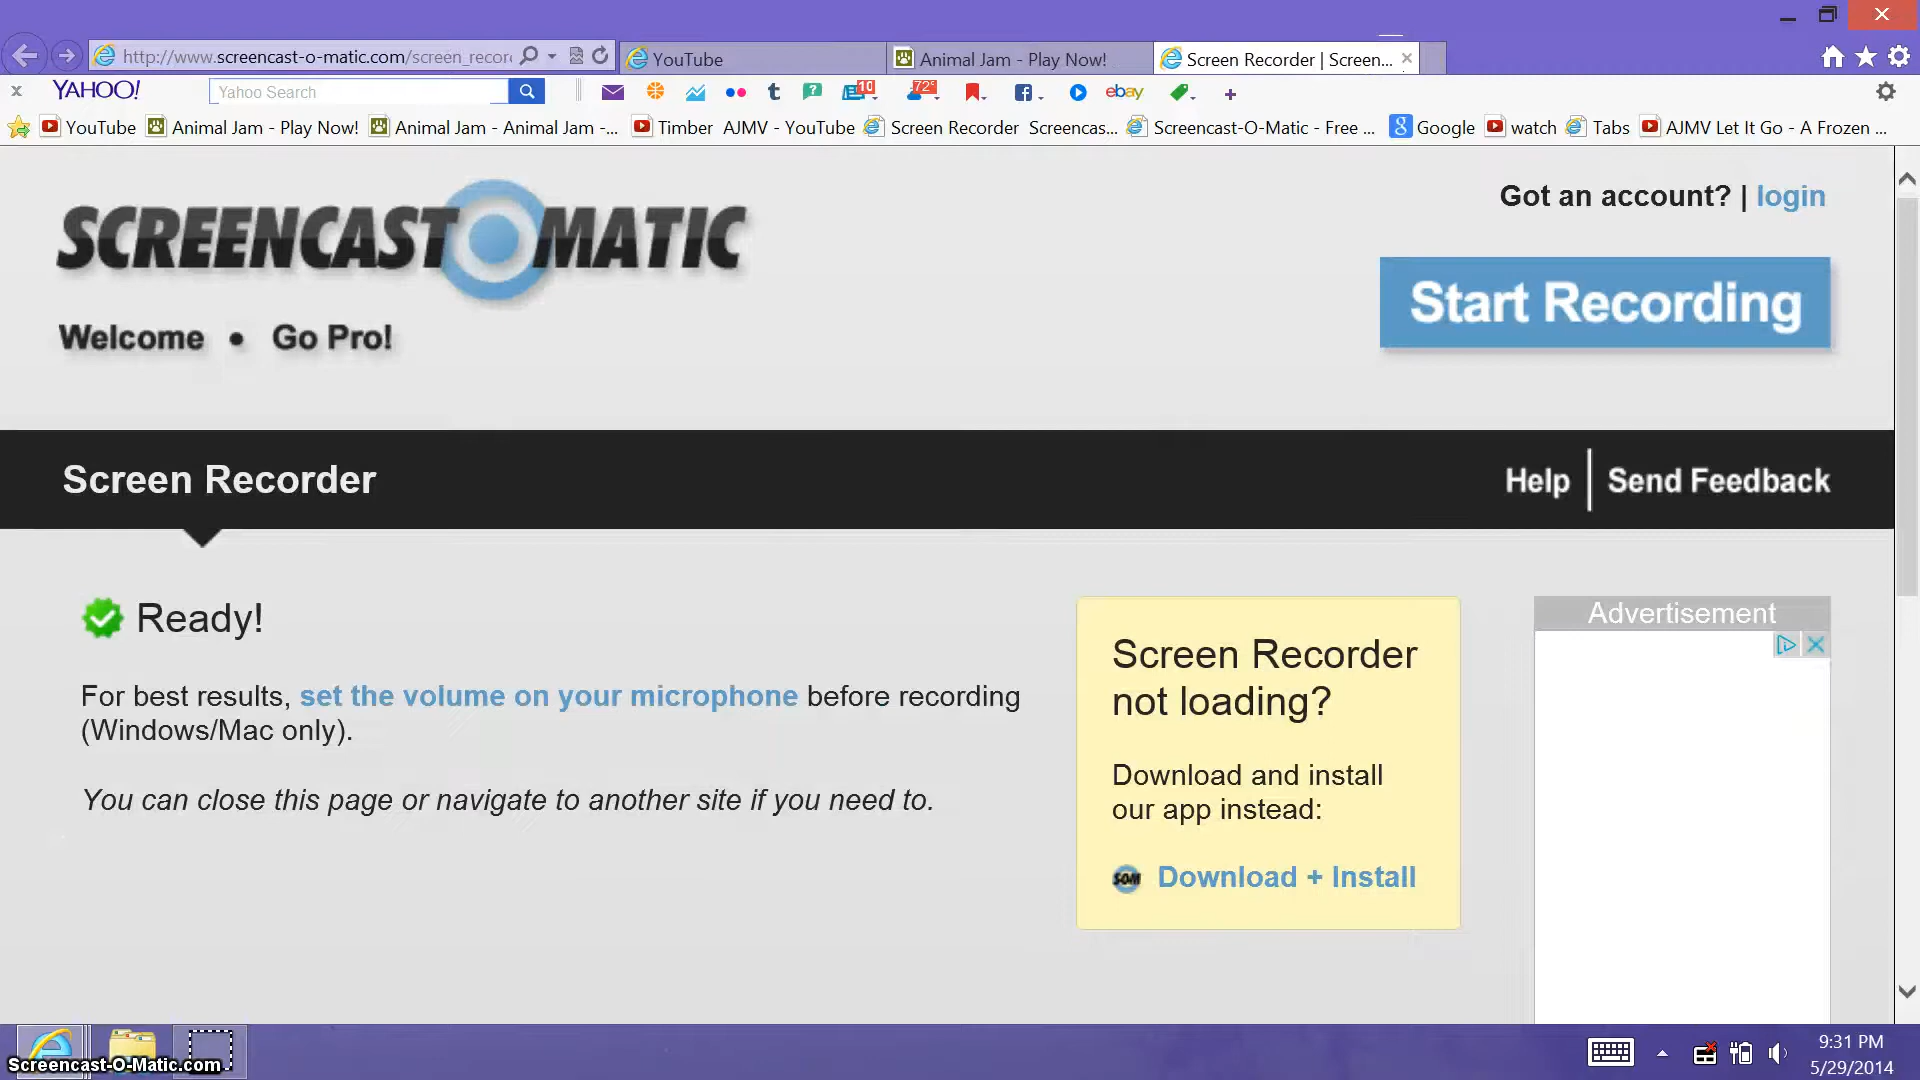 http://www.screencast-o-matic.com/screen_recor
YouTube
Animal Jam - Play Now!
Screen Recorder | Screen...
YAHOO!
Yahoo Search
10
72°
ebay
YouTube
Animal Jam - Play Now!
Animal Jam - Animal Jam -...
Timber AJMV - YouTube
Screen Recorder Screencas...
Screencast-O-Matic - Free ...
Google
watch
Tabs
AJMV Let It Go - A Frozen ...
SCREENCAST O MATIC
Got an account? | login
Start Recording
Welcome • Go Pro!
Screen Recorder
Help | Send Feedback
Ready!
For best results, set the volume on your microphone before recording
(Windows/Mac only).
You can close this page or navigate to another site if you need to.
Screen Recorder
not loading?
Download and install
our app instead:
SOM
Download + Install
Advertisement
Screencast-O-Matic.com
9:31 PM
5/29/2014